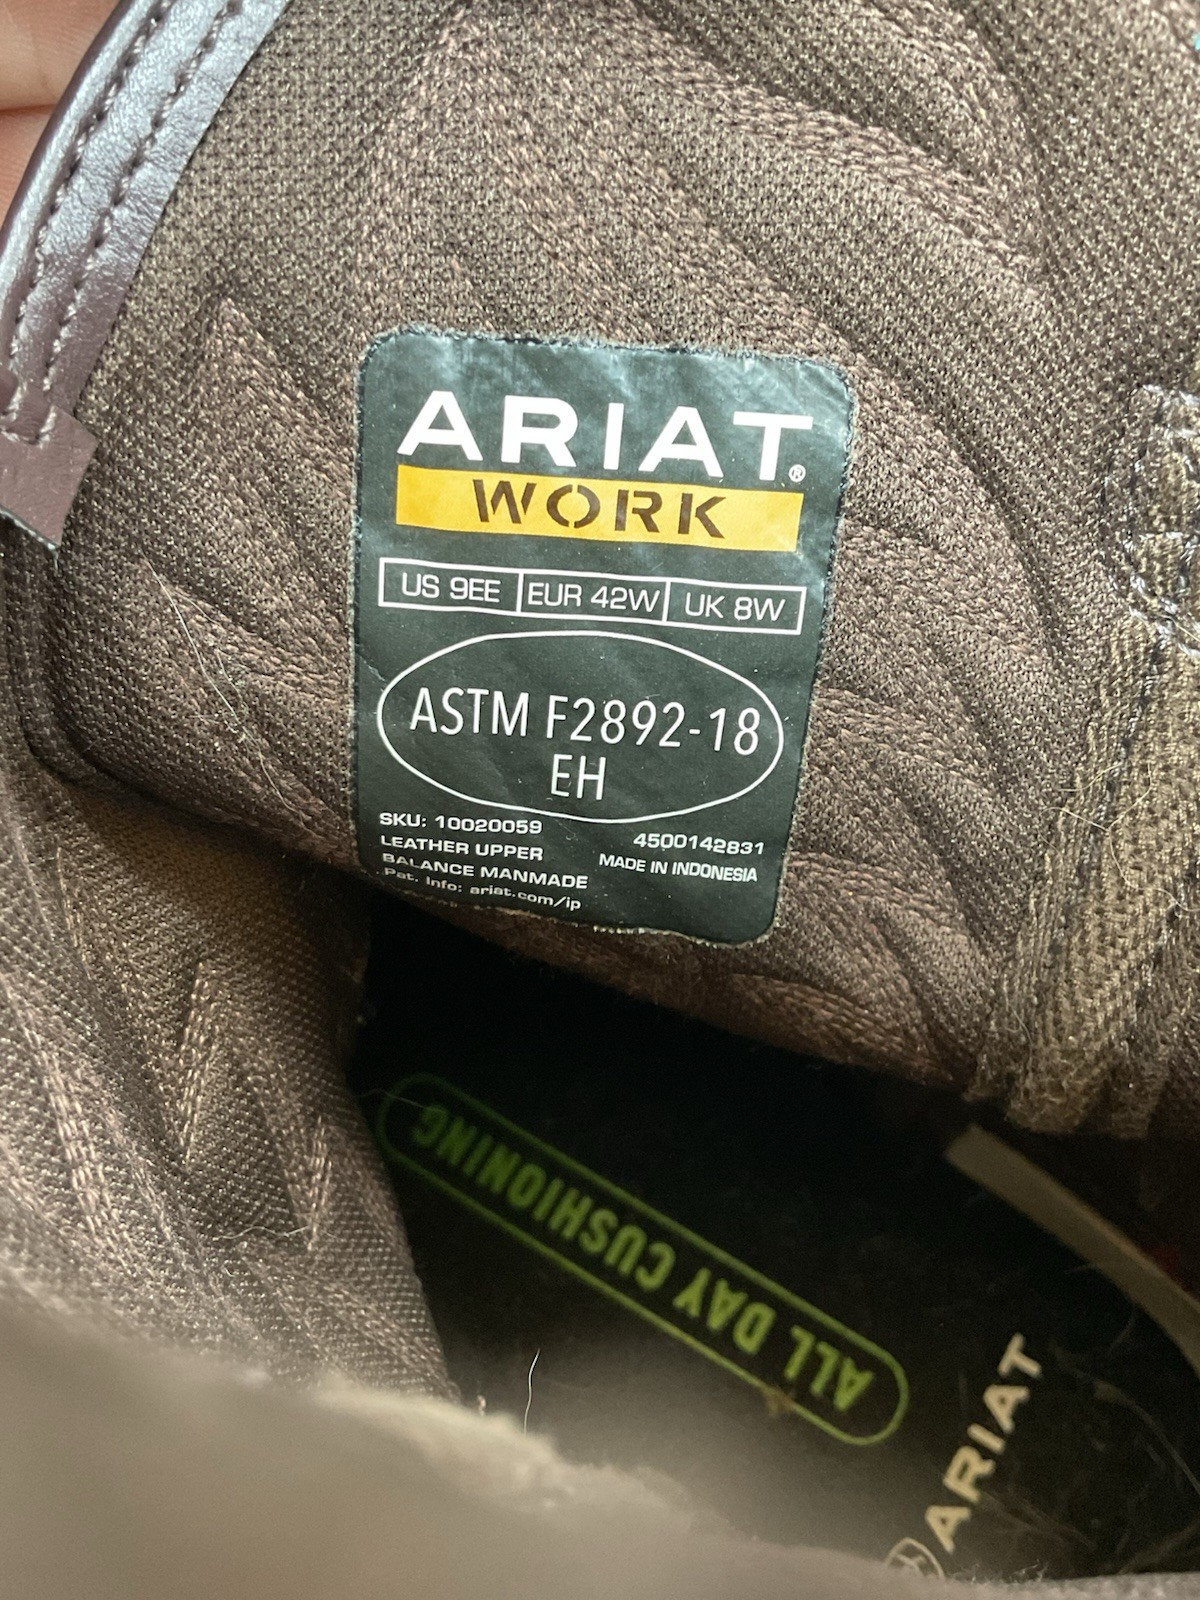 ARIAT®
WORK
US 9EE EUR 42W UK 8W
ASTM F2892-18
EH
SKU: 10020059
4500142831
LEATHER UPPER
MADE IN INDONESIA
BALANCE MANMADE
Pat. Info: ariat.com/ip
ALL DAY CUSHIONING
ARIAT